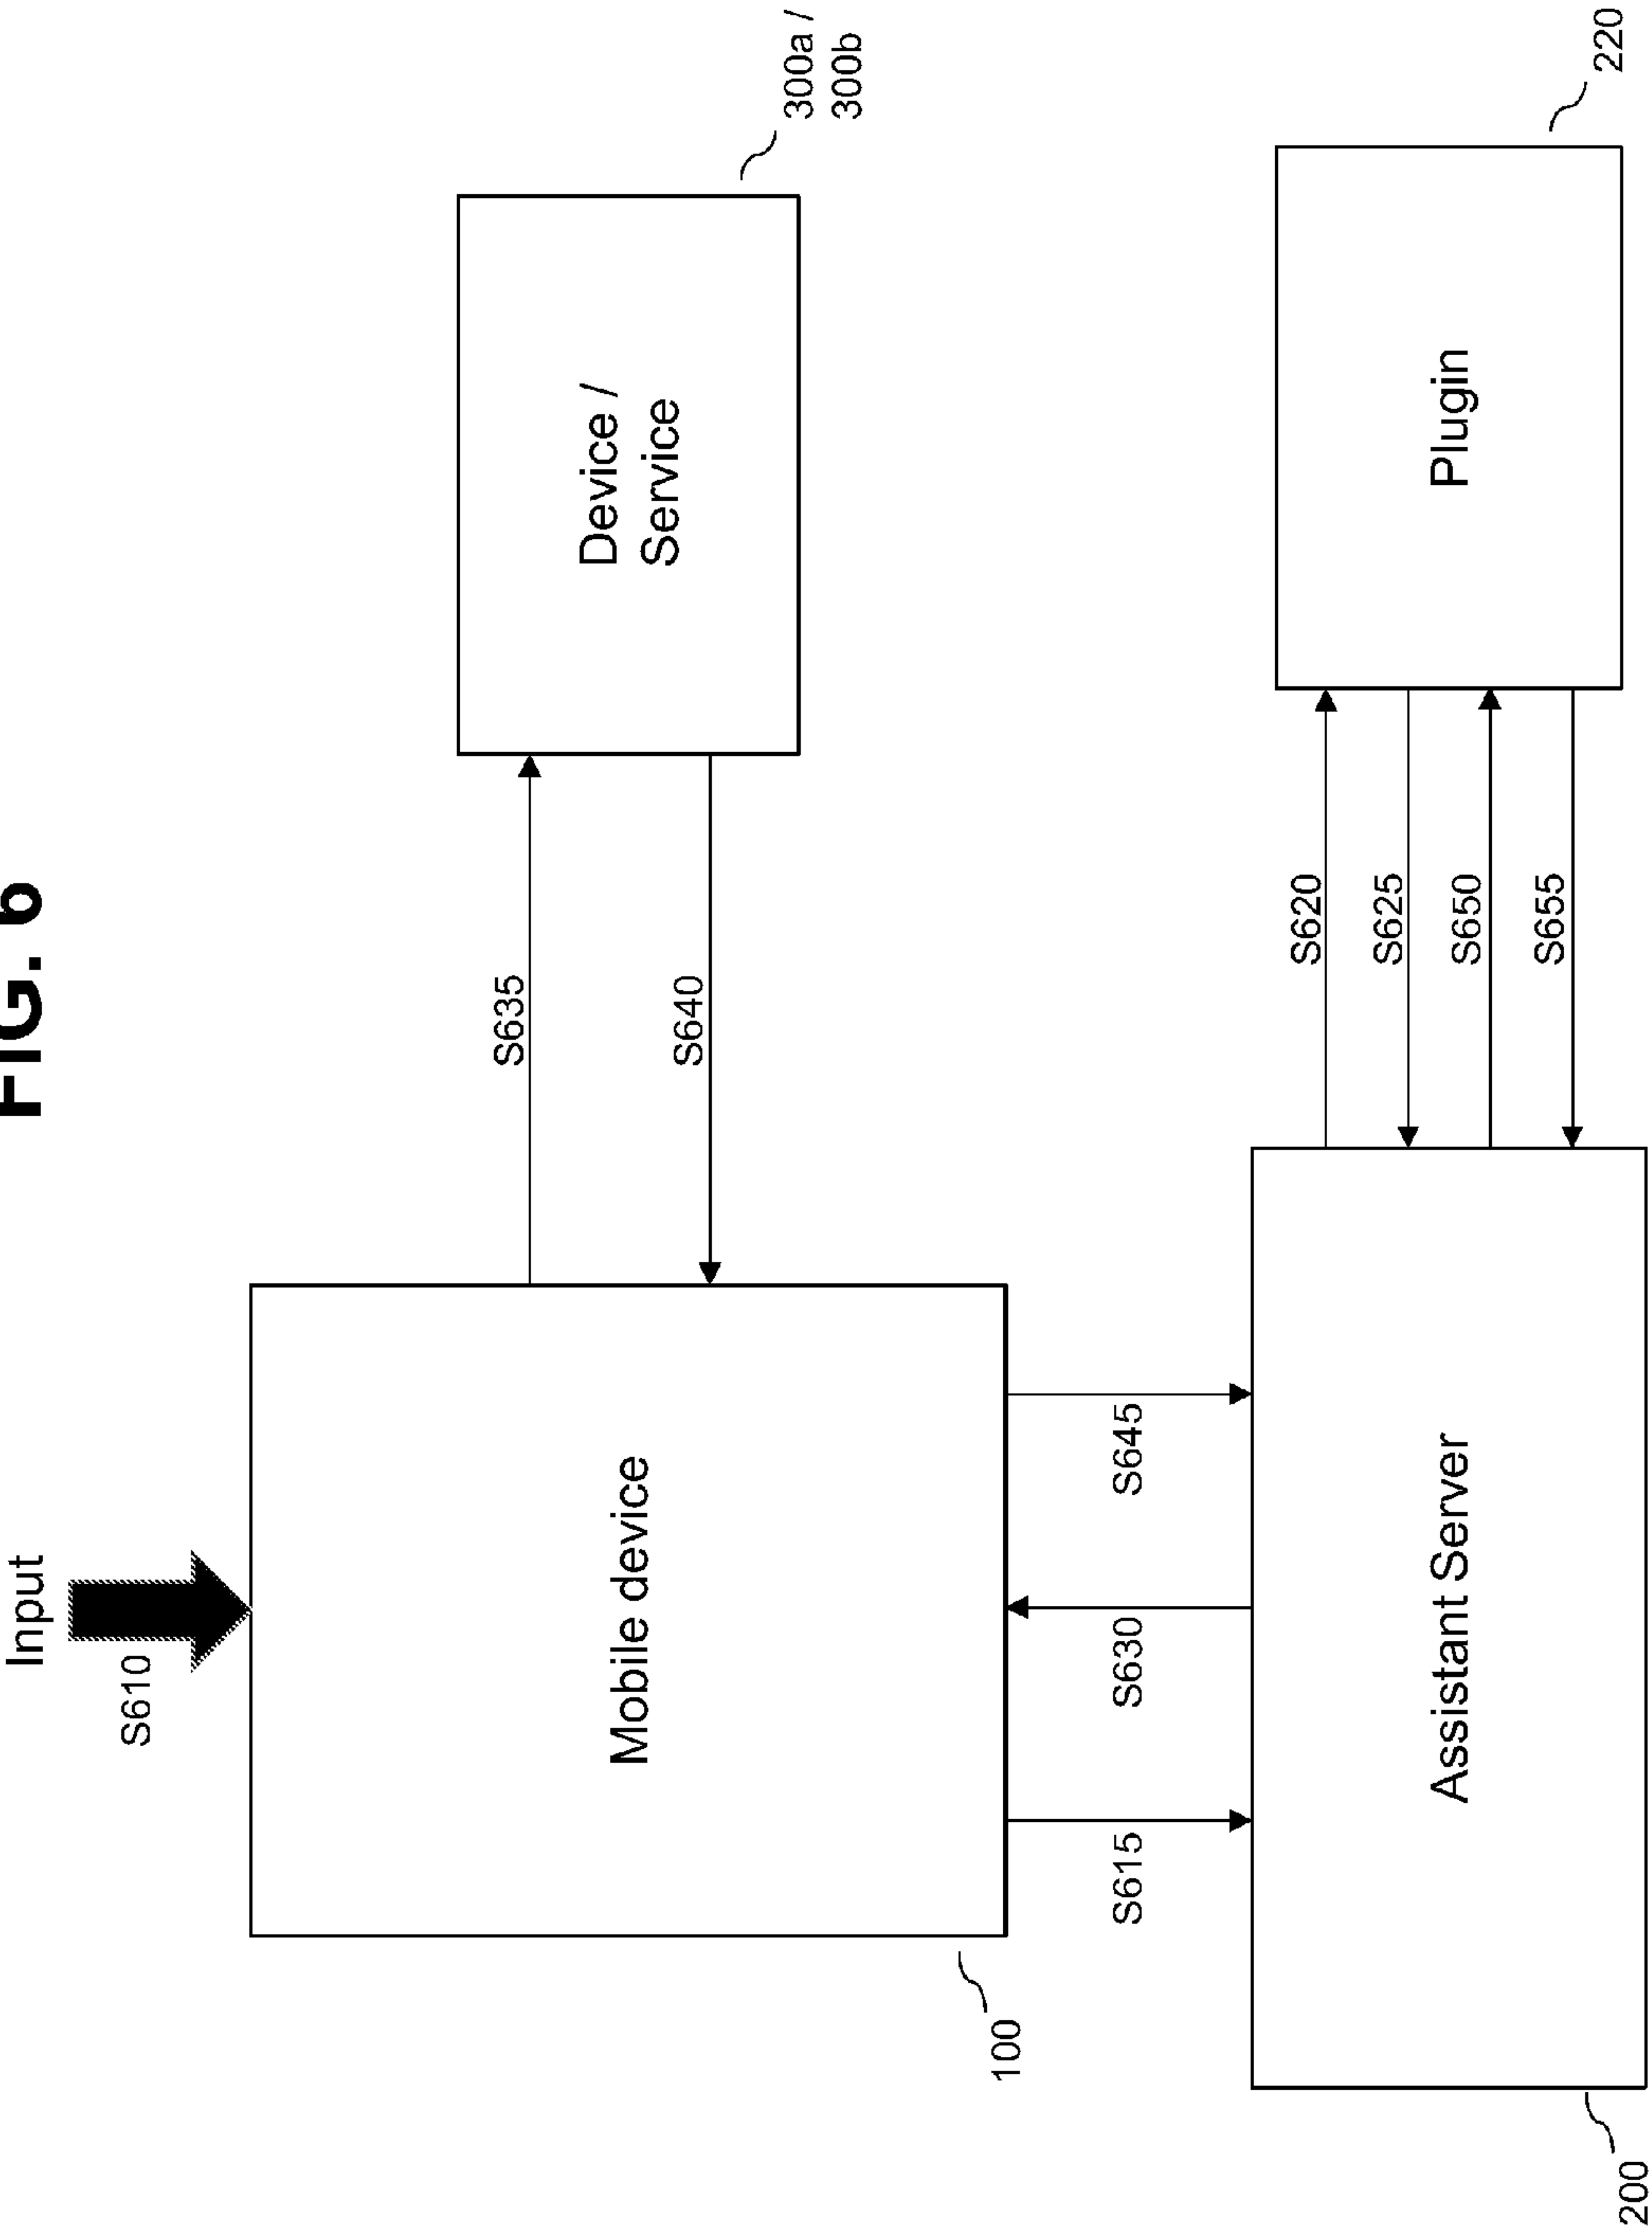 FIG. 6
Input
S610
S635
S640
Mobile device
Device /
Service
300a /
300b
100
S615
S630
S645
S620
S625
S650
S655
Assistant Server
Plugin
200
220